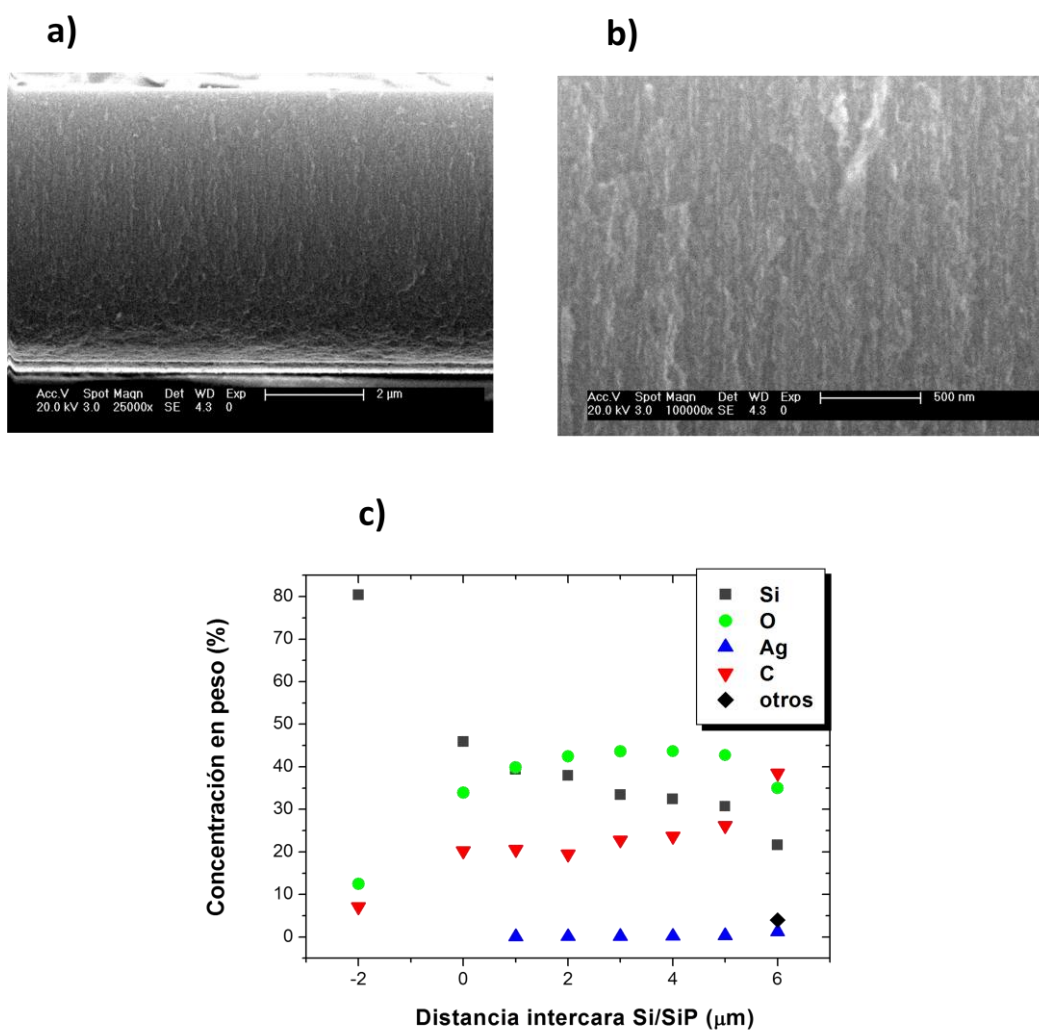 a)
b)
Acc.V Spot Magn Det WD Exp 2 µm
20.0 kV 3.0 25000x SE 4.3 0
Acc.V Spot Magn Det WD Exp 500 nm
20.0 kV 3.0 100000x SE 4.3 0
c)
Si
O
Ag
C
otros
80
70
60
50
40
30
20
10
0
-2 0 2 4 6
Concentración en peso (%)
Distancia intercara Si/SiP (µm)